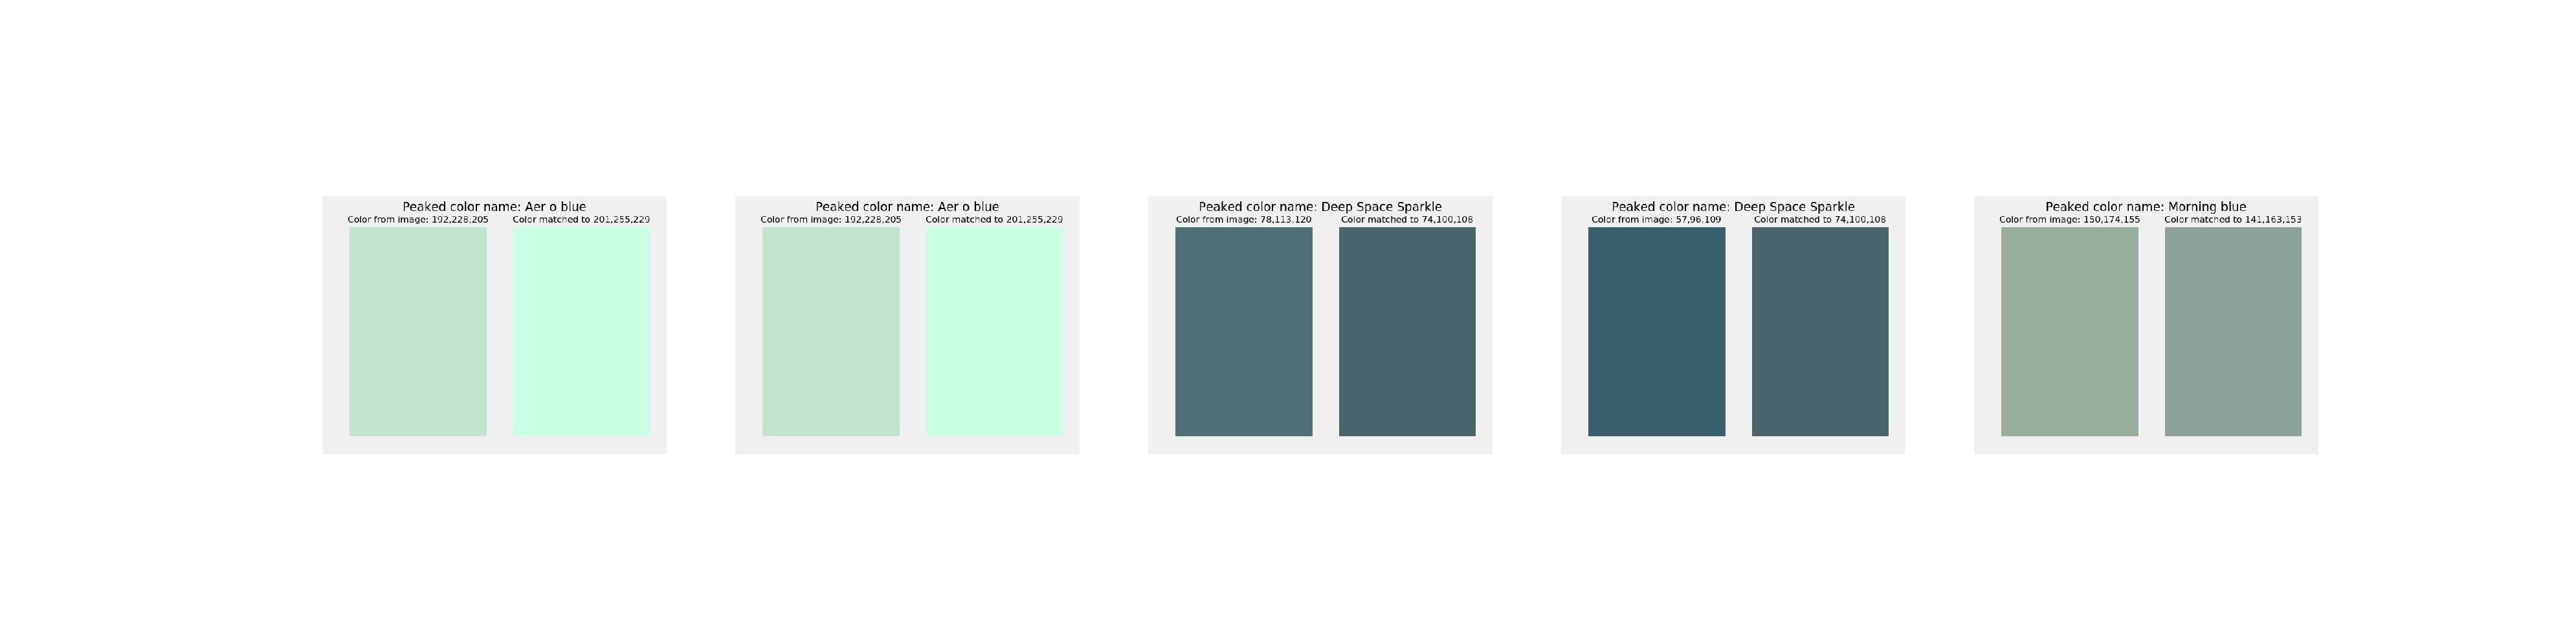 Peaked color name: Aer o blue
Color from image: 192,228,205 Color matched to 201,255,229
Peaked color name: Aer o blue
Color from image: 192,228,205 Color matched to 201,255,229
Peaked color name: Deep Space Sparkle
Color from image: 78,113,120 Color matched to 74,100,108
Peaked color name: Deep Space Sparkle
Color from image: 57,96,109 Color matched to 74,100,108
Peaked color name: Morning blue
Color from image: 150,174,155 Color matched to 141,163,153